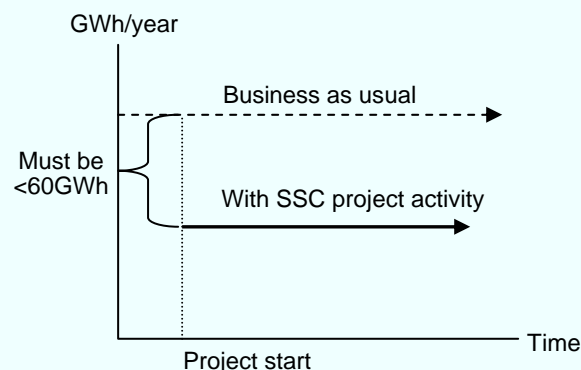 GWh/year
Business as usual
Must be
<60GWh
With SSC project activity
Time
Project start